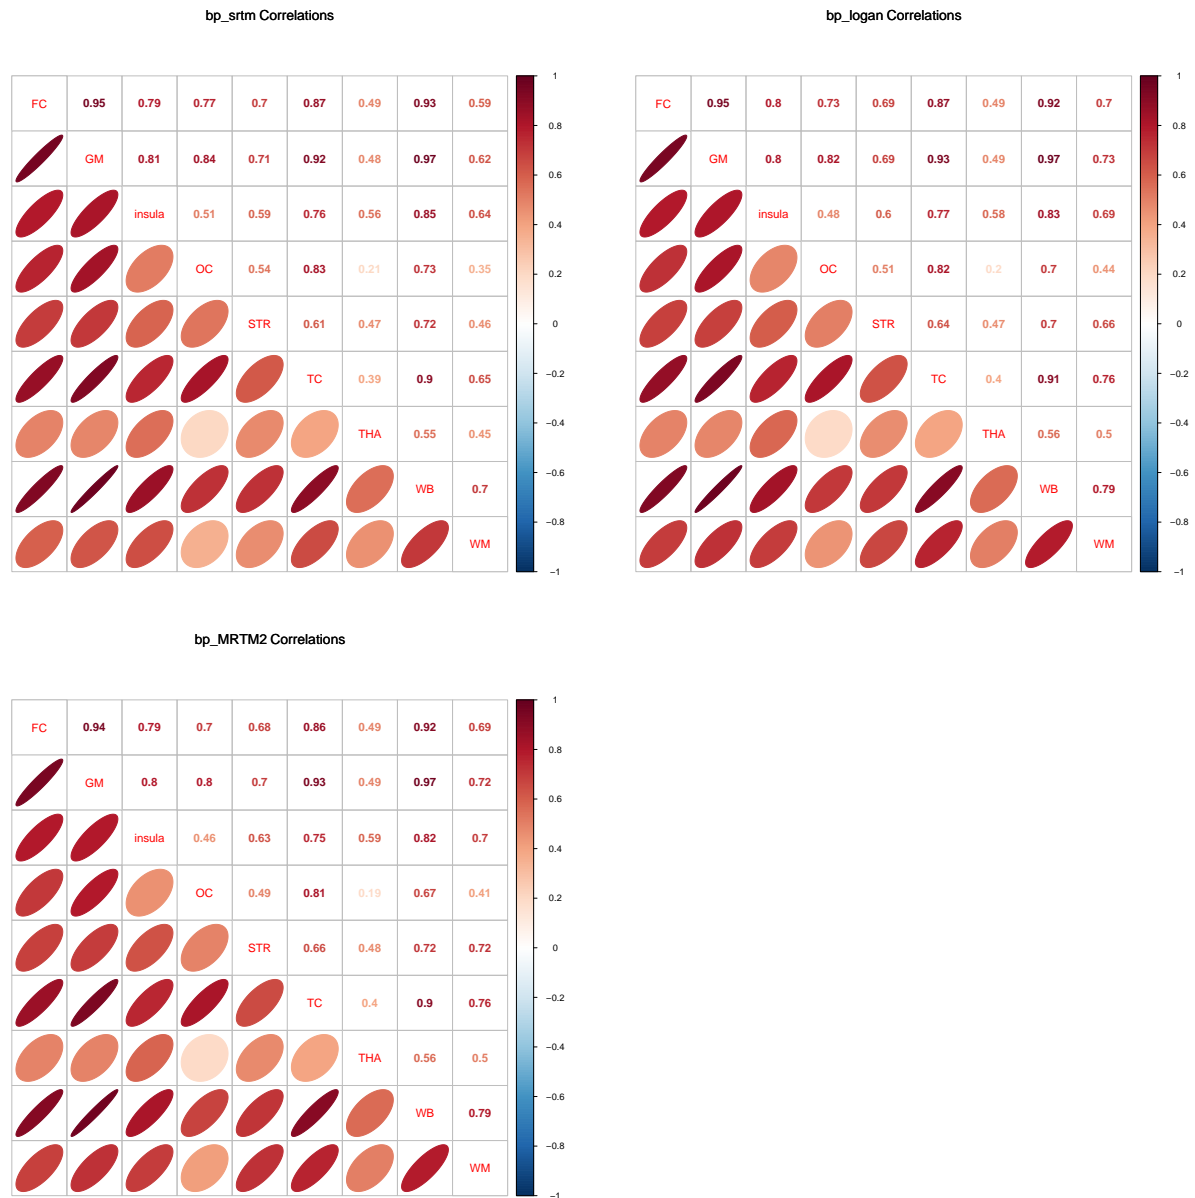 bp_srtm Correlations
FC 0.95 0.79 0.77 0.7 0.87 0.49 0.93 0.59
GM 0.81 0.84 0.71 0.92 0.48 0.97 0.62
insula 0.51 0.59 0.76 0.56 0.85 0.64
OC 0.54 0.83 0.21 0.73 0.35
STR 0.61 0.47 0.72 0.46
TC 0.39 0.9 0.65
THA 0.55 0.45
WB 0.7
WM
1
0.8
0.6
0.4
0.2
0
−0.2
−0.4
−0.6
−0.8
−1
bp_logan Correlations
FC 0.95 0.8 0.73 0.69 0.87 0.49 0.92 0.7
GM 0.8 0.82 0.69 0.93 0.49 0.97 0.73
insula 0.48 0.6 0.77 0.58 0.83 0.69
OC 0.51 0.82 0.2 0.7 0.44
STR 0.64 0.47 0.7 0.66
TC 0.4 0.91 0.76
THA 0.56 0.5
WB 0.79
WM
1
0.8
0.6
0.4
0.2
0
−0.2
−0.4
−0.6
−0.8
−1
bp_MRTM2 Correlations
FC 0.94 0.79 0.7 0.68 0.86 0.49 0.92 0.69
GM 0.8 0.8 0.7 0.93 0.49 0.97 0.72
insula 0.46 0.63 0.75 0.59 0.82 0.7
OC 0.49 0.81 0.19 0.67 0.41
STR 0.66 0.48 0.72 0.72
TC 0.4 0.9 0.76
THA 0.56 0.5
WB 0.79
WM
1
0.8
0.6
0.4
0.2
0
−0.2
−0.4
−0.6
−0.8
−1